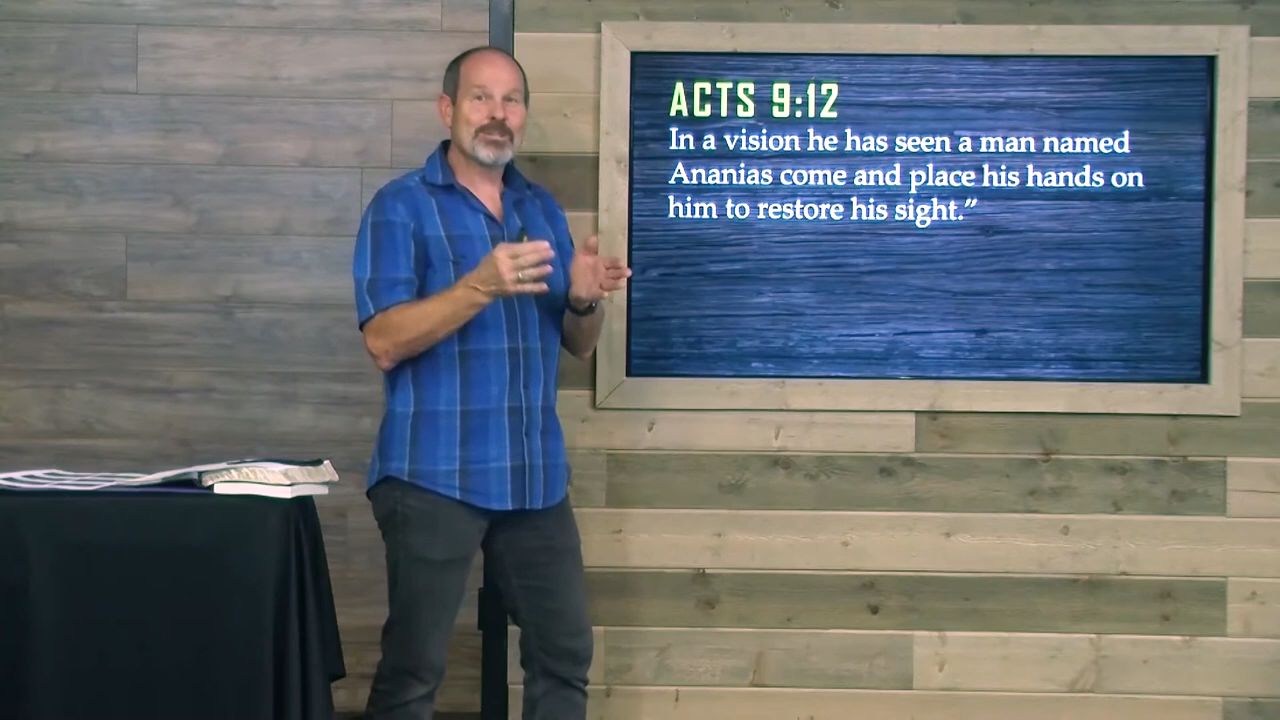 ACTS 9:12
In a vision he has seen a man named
Ananias come and place his hands on
him to restore his sight.”